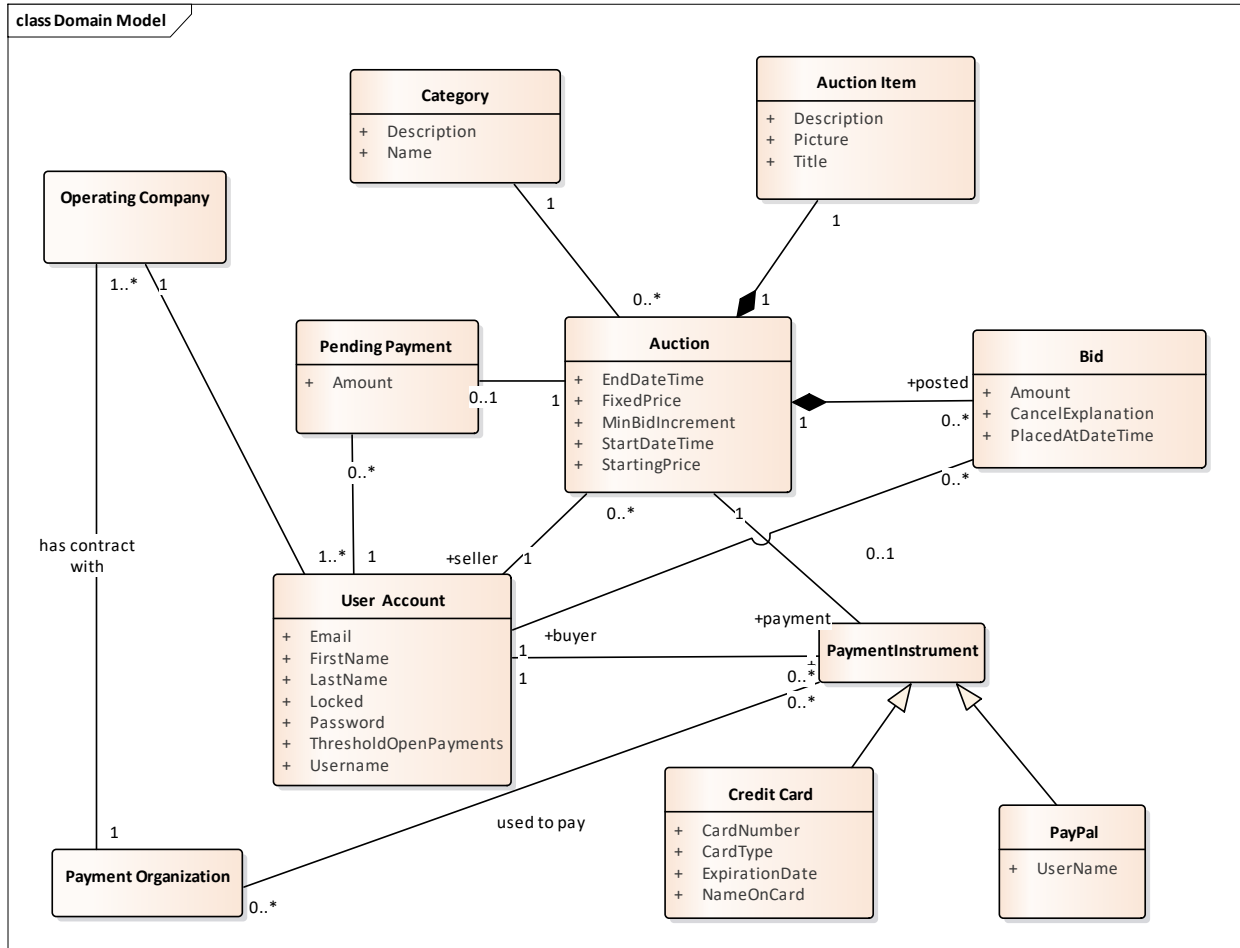 class Domain Model
Category
+ Description
+ Name
Auction Item
+ Description
+ Picture
+ Title
Operating Company
1
1
1..*
1
0..*
1
Pending Payment
+ Amount
0..1
1
Auction
+ EndDateTime
+ FixedPrice
+ MinBidIncrement
+ StartDateTime
+ StartingPrice
+posted
1
0..*
Bid
+ Amount
+ CancelExplanation
+ PlacedAtDateTime
0..*
0..*
0..*
1
has contract
with
1..*
1
+seller
1
0..1
User Account
+ Email
+ FirstName
+ LastName
+ Locked
+ Password
+ ThresholdOpenPayments
+ Username
+buyer
1
1
+payment
0..*
0..*
PaymentInstrument
used to pay
Credit Card
+ CardNumber
+ CardType
+ ExpirationDate
+ NameOnCard
PayPal
+ UserName
1
Payment Organization
0..*